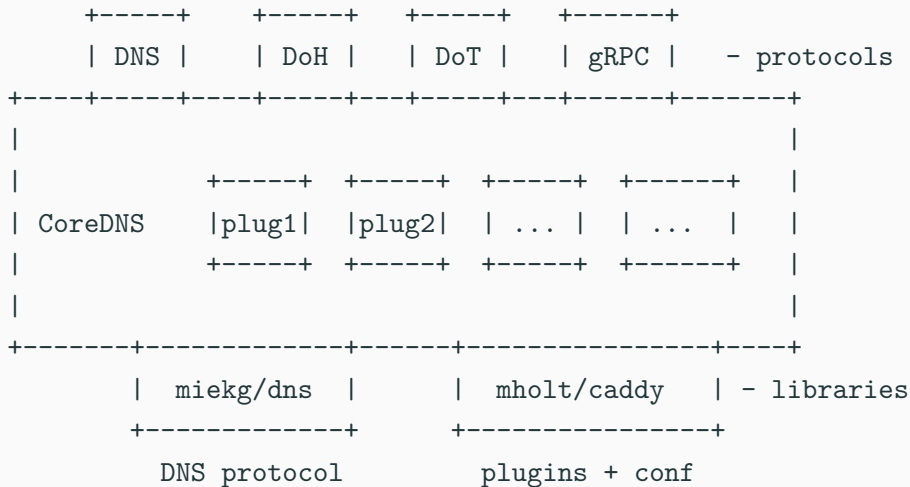 +-----+ +-----+ +-----+ +------+
| DNS | | DoH | | DoT | | gRPC | - protocols
+----+-----+----+-----+---+-----+---+------+-------+
| |
| +-----+ +-----+ +-----+ +------+ |
| CoreDNS |plug1| |plug2| | ... | | ... | |
| +-----+ +-----+ +-----+ +------+ |
| |
+-------+-------------+------+----------------+----+
| miekg/dns | | mholt/caddy | - libraries
+-------------+ +----------------+
DNS protocol plugins + conf